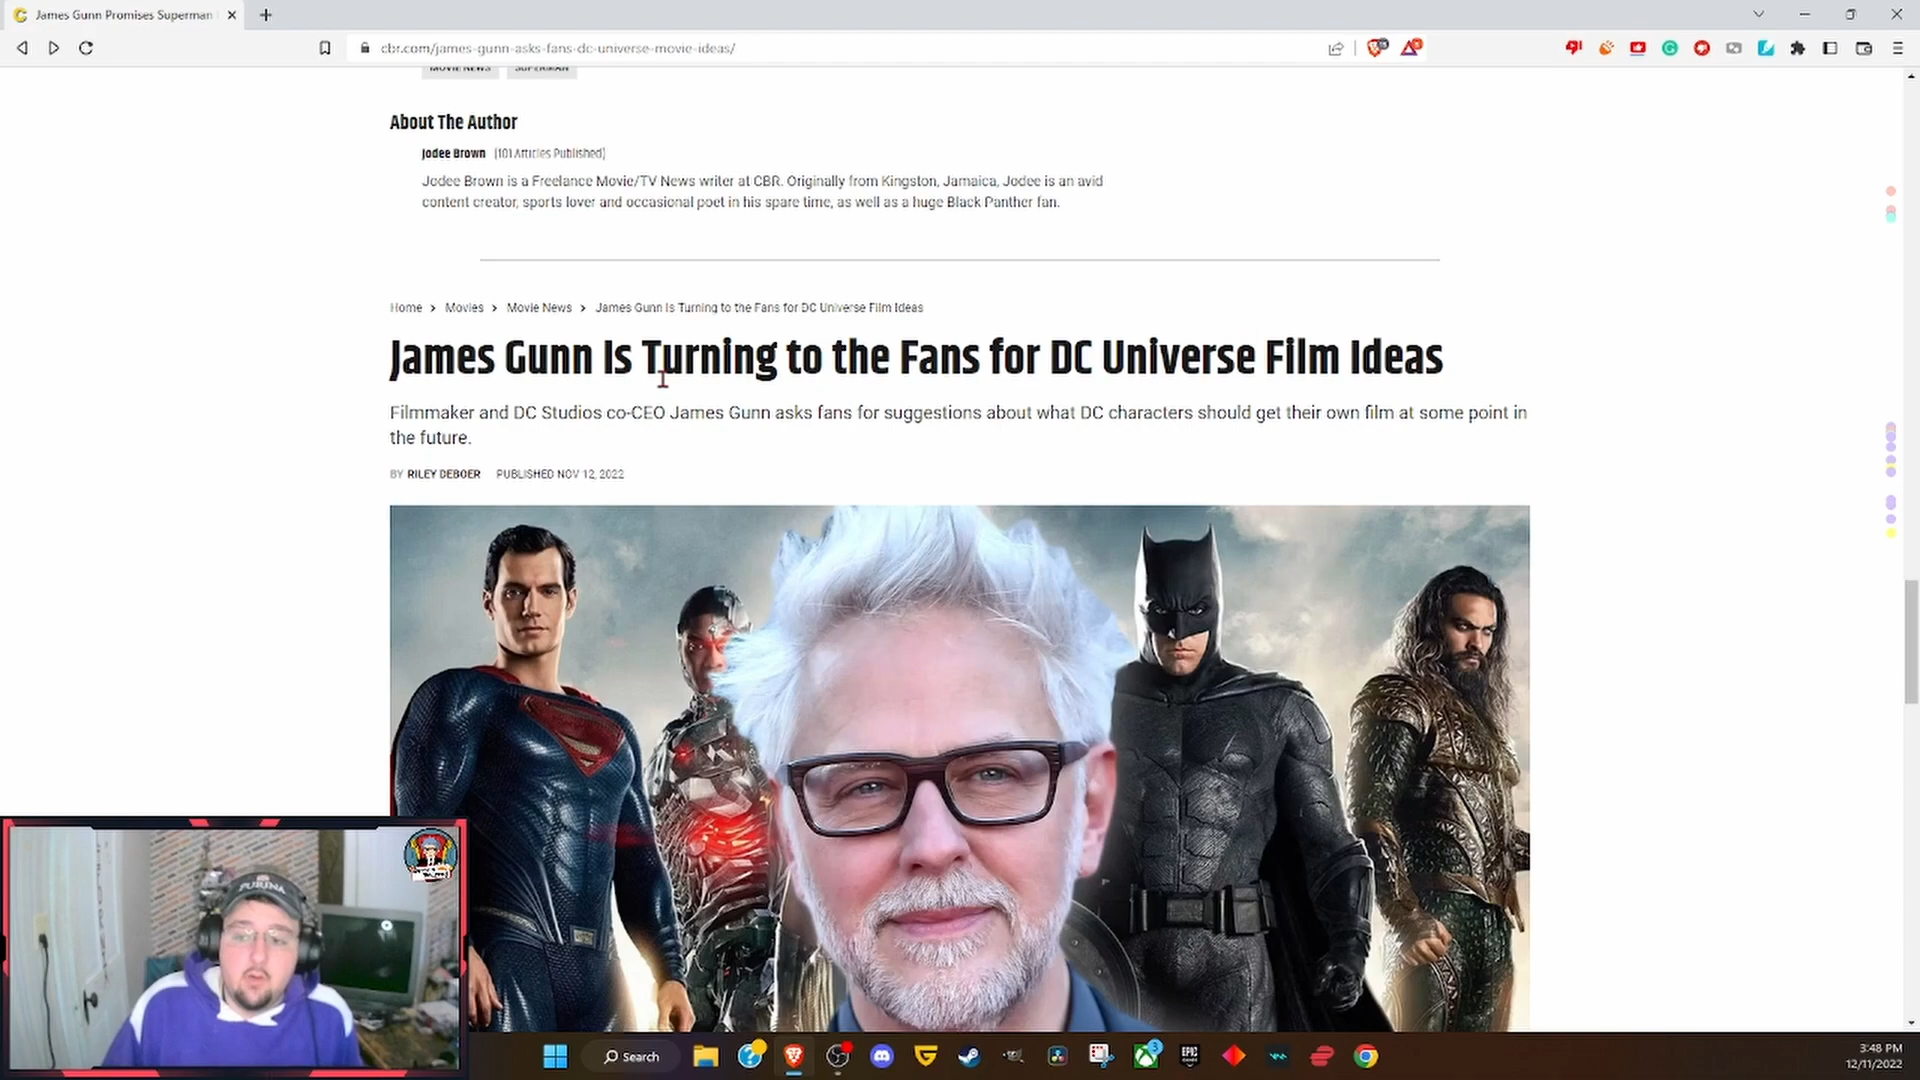 James Gunn Promises Superman
cbr.com/james-gunn-asks-fans-dc-universe-movie-ideas/
MOVIE NEWS SUPERMAN
About The Author
Jodee Brown (101 Articles Published)
Jodee Brown is a Freelance Movie/TV News writer at CBR. Originally from Kingston, Jamaica, Jodee is an avid
content creator, sports lover and occasional poet in his spare time, as well as a huge Black Panther fan.
Home > Movies > Movie News > James Gunn Is Turning to the Fans for DC Universe Film Ideas
James Gunn Is Turning to the Fans for DC Universe Film Ideas
Filmmaker and DC Studios co-CEO James Gunn asks fans for suggestions about what DC characters should get their own film at some point in
the future.
BY RILEY DEBOER PUBLISHED NOV 12, 2022
PURINA
Search
3
EPIC
3:48 PM
12/11/2022